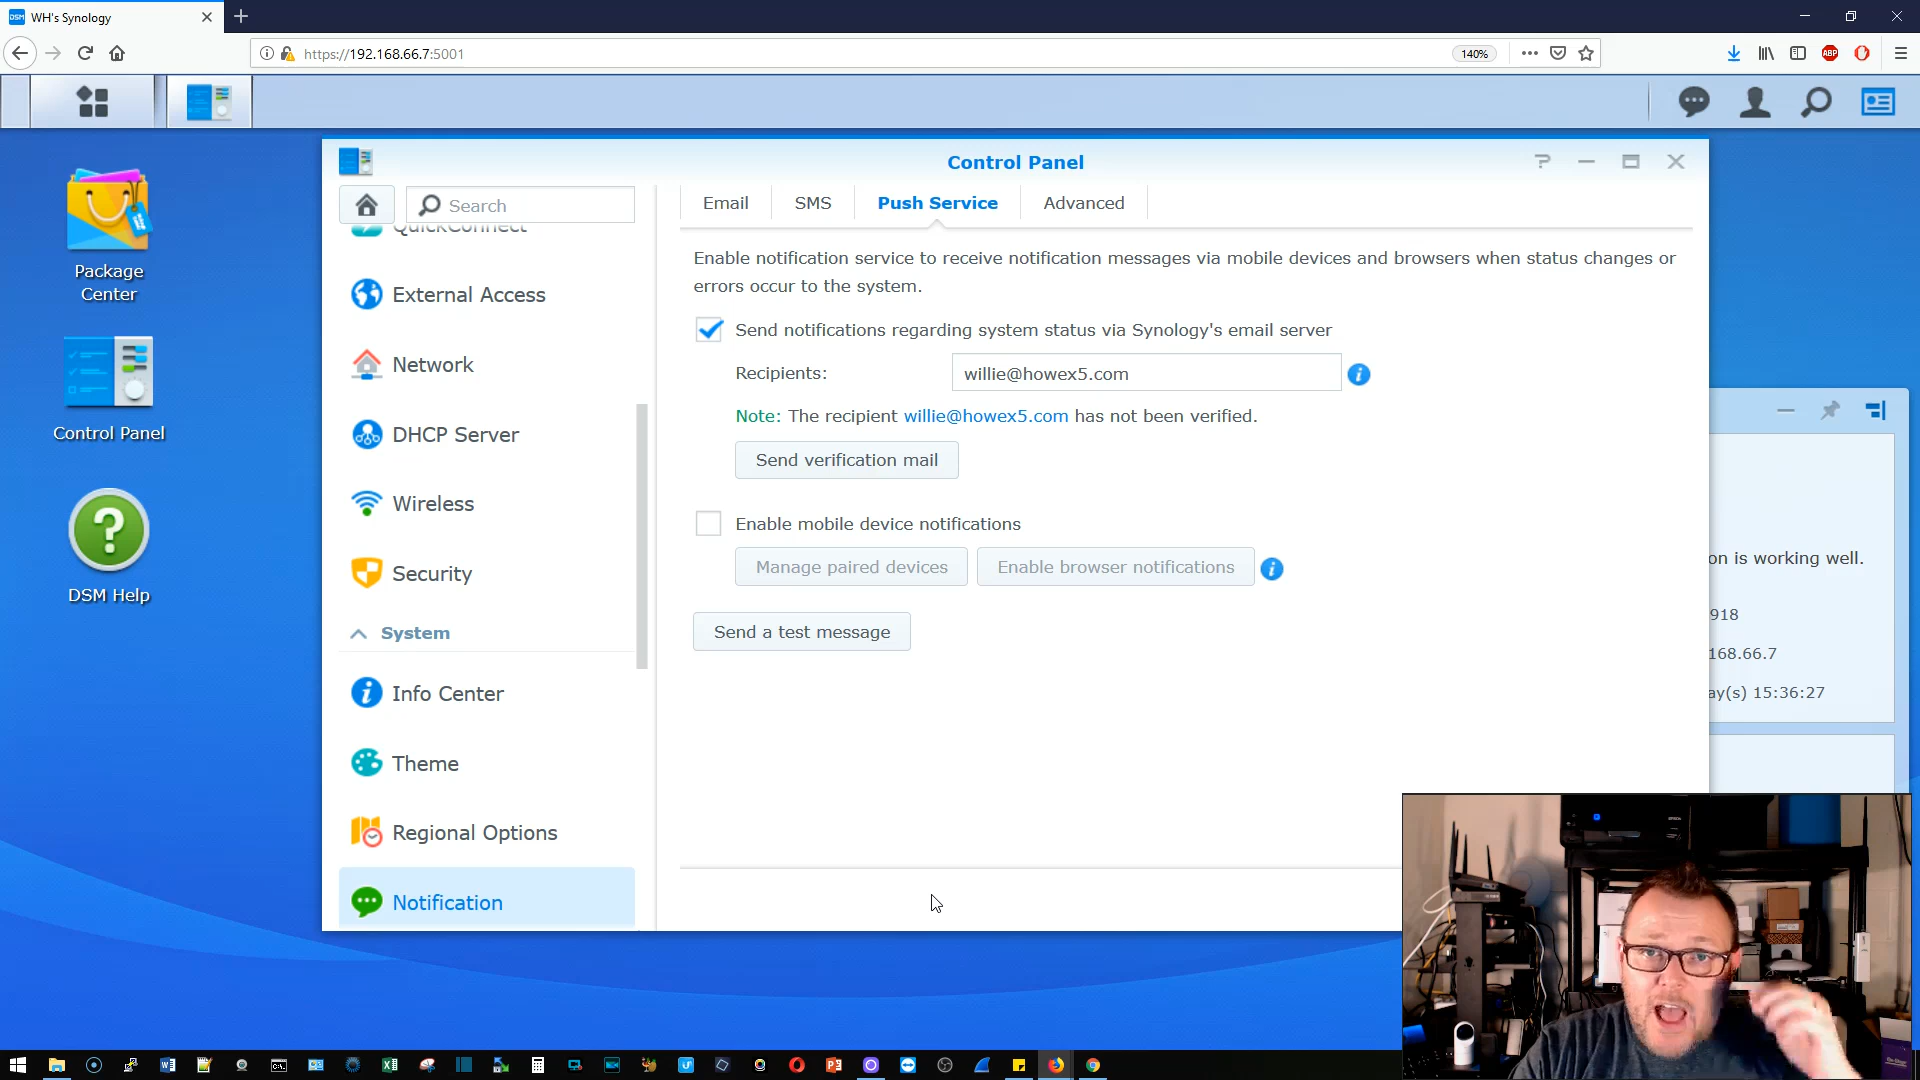 WH's Synology
https://192.168.66.7:5001
140%
ABP
Package
Center
Control Panel
DSM Help
Control Panel
Search
QuickConnect
External Access
Network
DHCP Server
Wireless
Security
System
Info Center
Theme
Regional Options
Notification
Email
SMS
Push Service
Advanced
Enable notification service to receive notification messages via mobile devices and browsers when status changes or
errors occur to the system.
Send notifications regarding system status via Synology's email server
Recipients:
willie@howex5.com
Note: The recipient willie@howex5.com has not been verified.
Send verification mail
Enable mobile device notifications
Manage paired devices
Enable browser notifications
Send a test message
on is working well.
918
168.66.7
ay(s) 15:36:27
EPSON